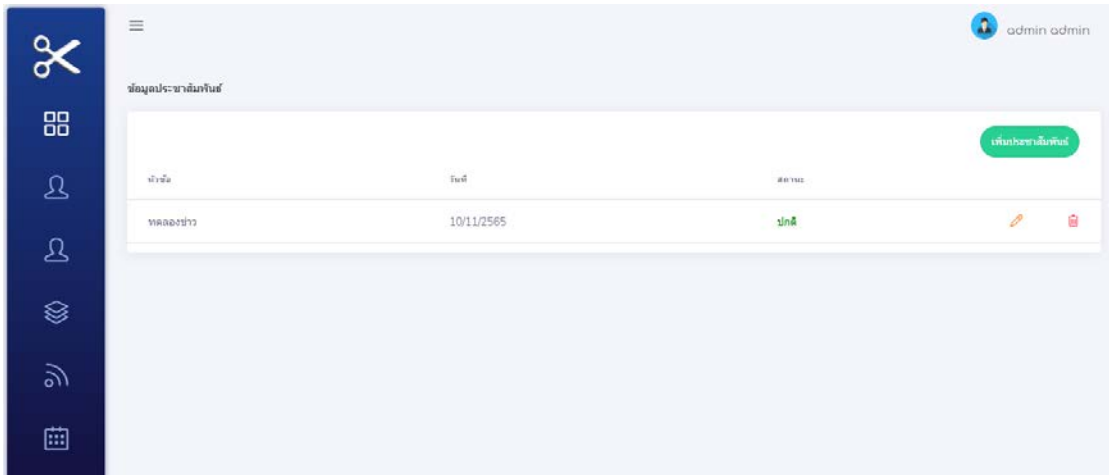 admin admin
ข้อมูลประชาสัมพันธ์
เพิ่มประชาสัมพันธ์
หัวข้อ วันที่ สถานะ
ทดลองข่าว 10/11/2565 ปกติ